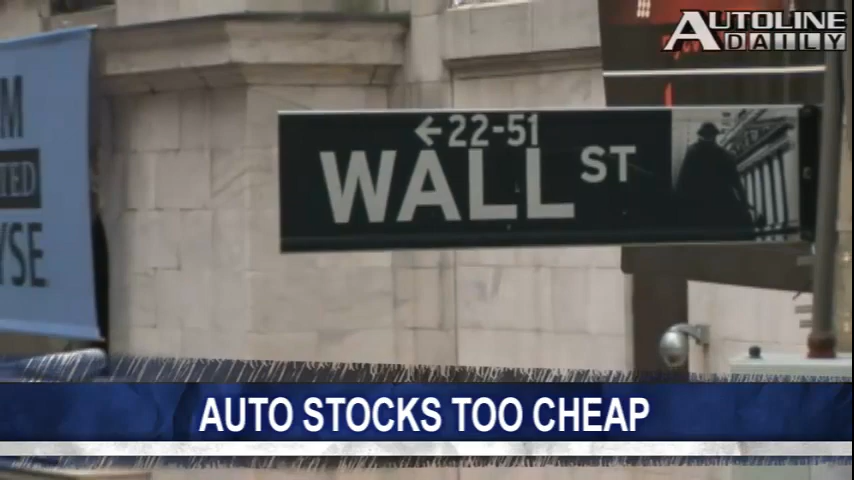 AUTOLINE
DAILY
M
TED
YSE
←22-51
WALL ST
AUTO STOCKS TOO CHEAP